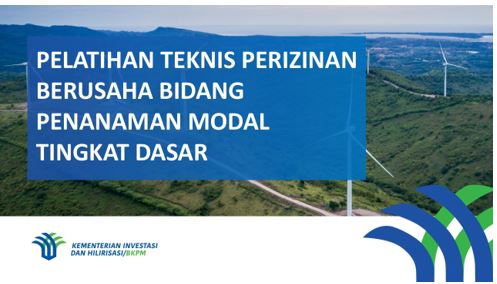 PELATIHAN TEKNIS PERIZINAN
BERUSAHA BIDANG
PENANAMAN MODAL
TINGKAT DASAR
KEMENTERIAN INVESTASI
DAN HILIRISASI/BKPM